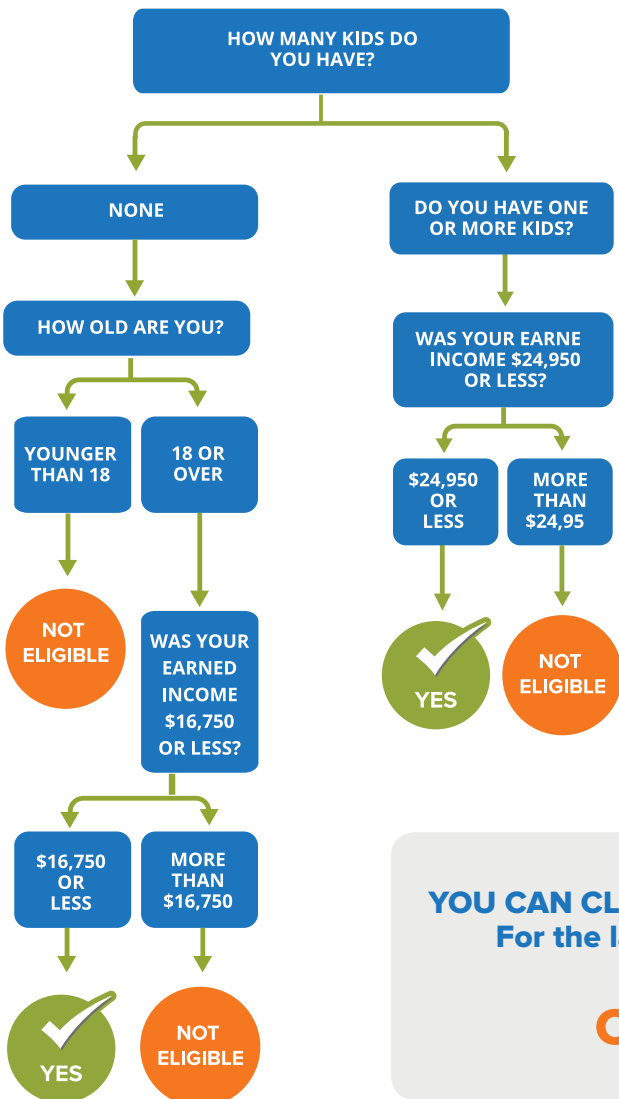 HOW MANY KIDS DO
YOU HAVE?
NONE
HOW OLD ARE YOU?
YOUNGER
THAN 18
18 OR
OVER
NOT
ELIGIBLE
WAS YOUR
EARNED
INCOME
$16,750
OR LESS?
$16,750
OR
LESS
MORE
THAN
$16,750
YES
NOT
ELIGIBLE
DO YOU HAVE ONE
OR MORE KIDS?
WAS YOUR EARNE
INCOME $24,950
OR LESS?
$24,950
OR
LESS
MORE
THAN
$24,95
YES
NOT
ELIGIBLE
YOU CAN CL
For the l